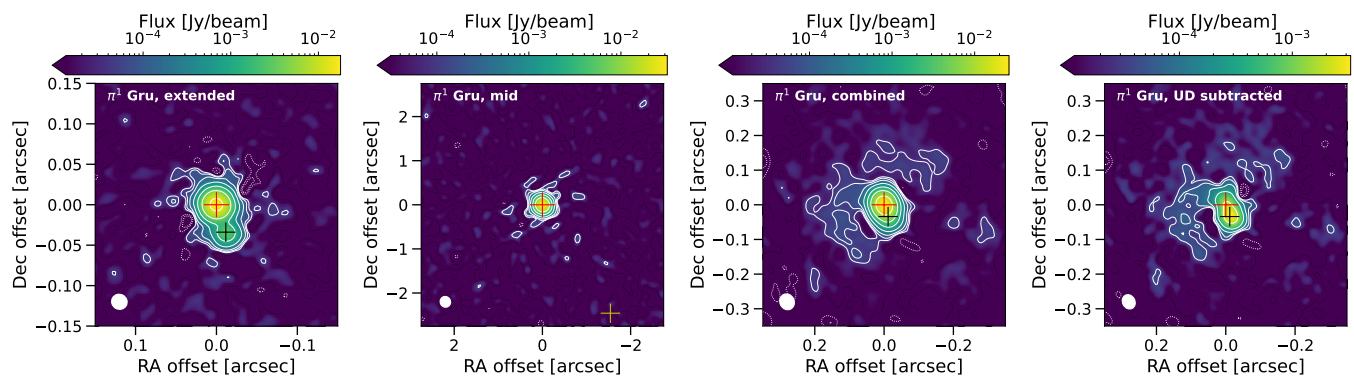 Flux [Jy/beam]
10⁻⁴ 10⁻³ 10⁻²
π¹ Gru, extended
Dec offset [arcsec]
0.15
0.10
0.05
0.00
−0.05
−0.10
−0.15
0.1 0.0 −0.1
RA offset [arcsec]
Flux [Jy/beam]
10⁻⁴ 10⁻³ 10⁻²
π¹ Gru, mid
Dec offset [arcsec]
2
1
0
−1
−2
2 0 −2
RA offset [arcsec]
Flux [Jy/beam]
10⁻⁴ 10⁻³ 10⁻²
π¹ Gru, combined
Dec offset [arcsec]
0.3
0.2
0.1
0.0
−0.1
−0.2
−0.3
0.2 0.0 −0.2
RA offset [arcsec]
Flux [Jy/beam]
10⁻⁴ 10⁻³
π¹ Gru, UD subtracted
Dec offset [arcsec]
0.3
0.2
0.1
0.0
−0.1
−0.2
−0.3
0.2 0.0 −0.2
RA offset [arcsec]